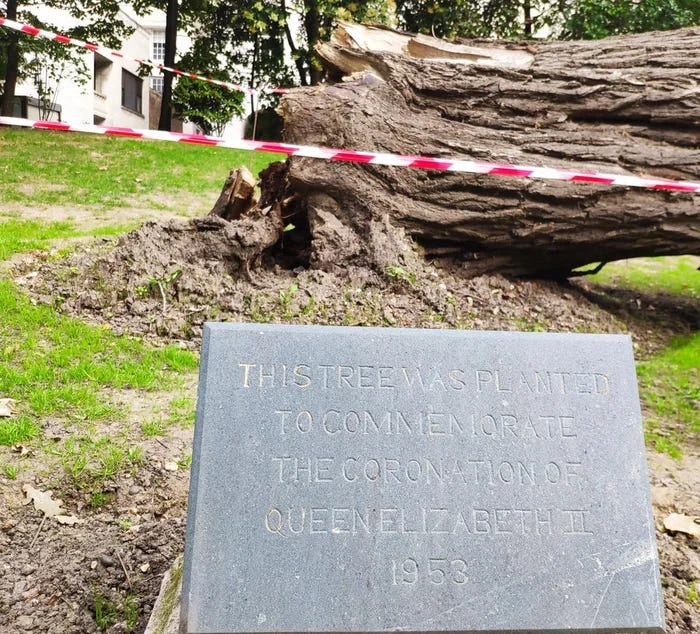 THIS TREE WAS PLANTED
TO COMMEMORATE
THE CORONATION OF
QUEEN ELIZABETH II
1953